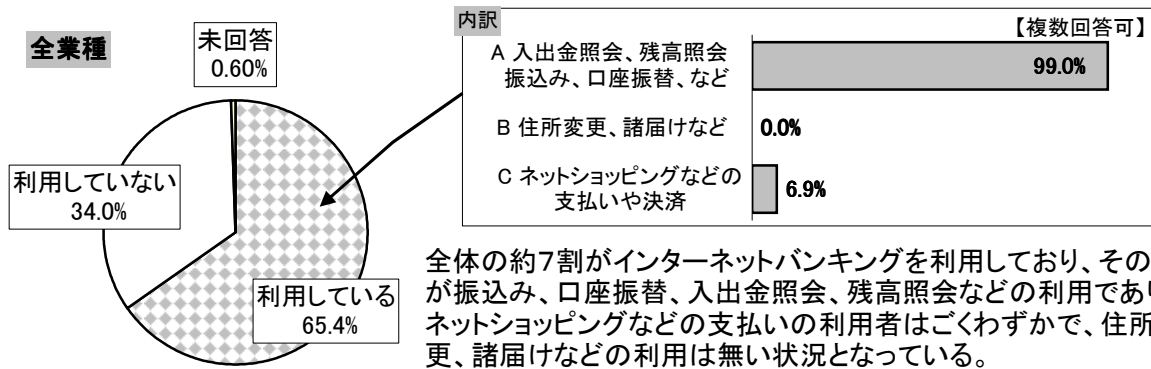 全業種
未回答
0.60%
利用していない
34.0%
利用している
65.4%
内訳
【複数回答可】
A 入出金照会、残高照会
振込み、口座振替、など
99.0%
B 住所変更、諸届けなど
0.0%
C ネットショッピングなどの
支払いや決済
6.9%
全体の約7割がインターネットバンキングを利用しており、その
が振込み、口座振替、入出金照会、残高照会などの利用であ
ネットショッピングなどの支払いの利用者はごくわずかで、住所
更、諸届けなどの利用は無い状況となっている。